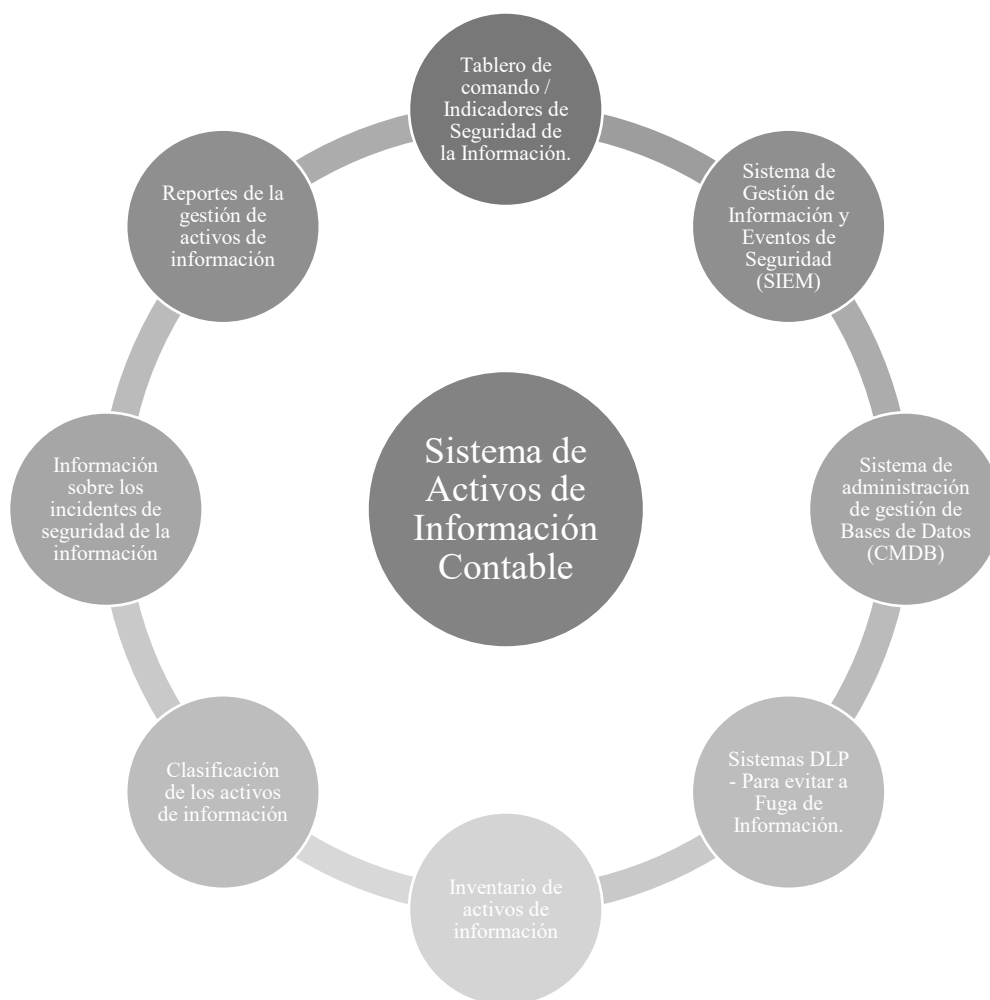 Tablero de
comando /
Indicadores de
Seguridad de
la Información.
Sistema de
Gestión de
Información y
Eventos de
Seguridad
(SIEM)
Sistema de
administración
de gestión de
Bases de Datos
(CMDB)
Sistemas DLP
- Para evitar a
Fuga de
Información.
Inventario de
activos de
información
Clasificación
de los activos
de información
Información
sobre los
incidentes de
seguridad de la
información
Reportes de la
gestión de
activos de
información
Sistema de
Activos de
Información
Contable